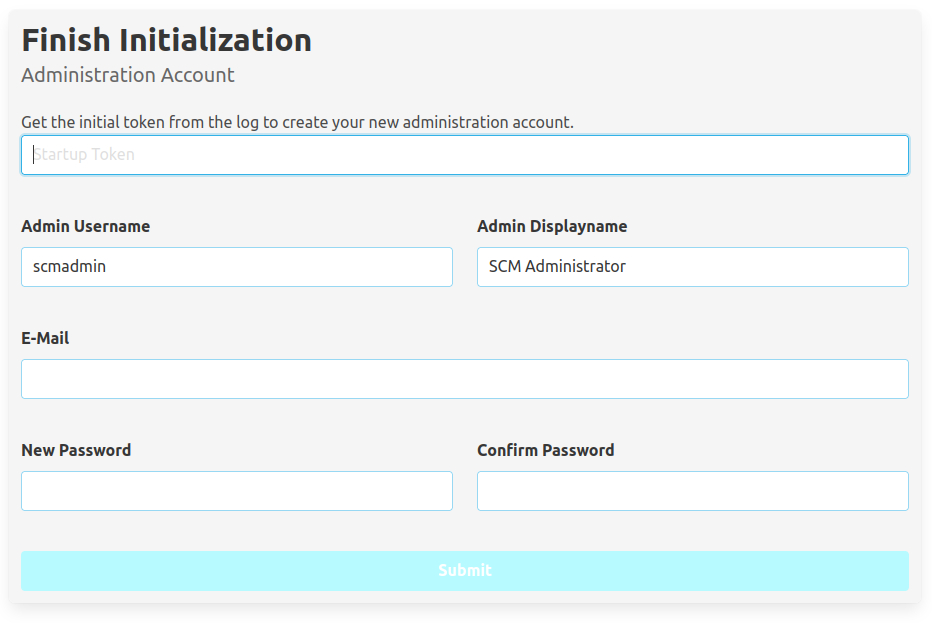 Finish Initialization
Administration Account
Get the initial token from the log to create your new administration account.
Startup Token
Admin Username
Admin Displayname
scmadmin
SCM Administrator
E-Mail
New Password
Confirm Password
Submit